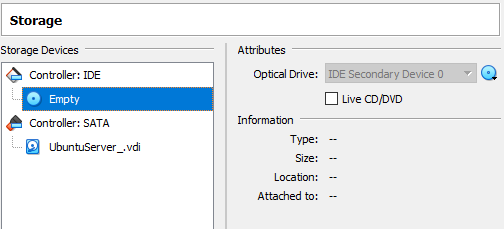 Storage
Storage Devices
Controller: IDE
Empty
Controller: SATA
UbuntuServer_.vdi
Attributes
Optical Drive: IDE Secondary Device 0
Live CD/DVD
Information
Type: --
Size: --
Location: --
Attached to: --